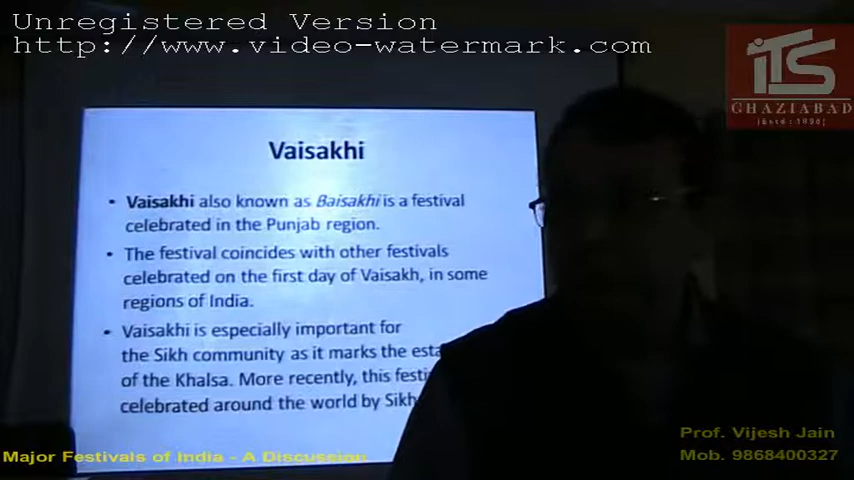 Unregistered Version
http://www.video-watermark.com
iTS
GHAZIABAD
(Estd.:1995)
Vaisakhi
• Vaisakhi also known as Baisakhi is a festival
celebrated in the Punjab region.
• The festival coincides with other festivals
celebrated on the first day of Vaisakh, in some
regions of India.
• Vaisakhi is especially important for
the Sikh community as it marks the
of the Khalsa. More recently, this
celebrated around the world by
Prof. Vijesh Jain
Major Festivals of India - A Discussion
Mob. 9868400327